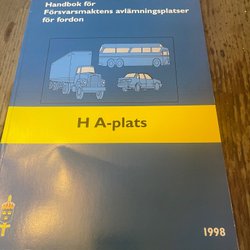 Handbok för
Försvarsmaktens avlämningsplatser
för fordon
H A-plats
1998